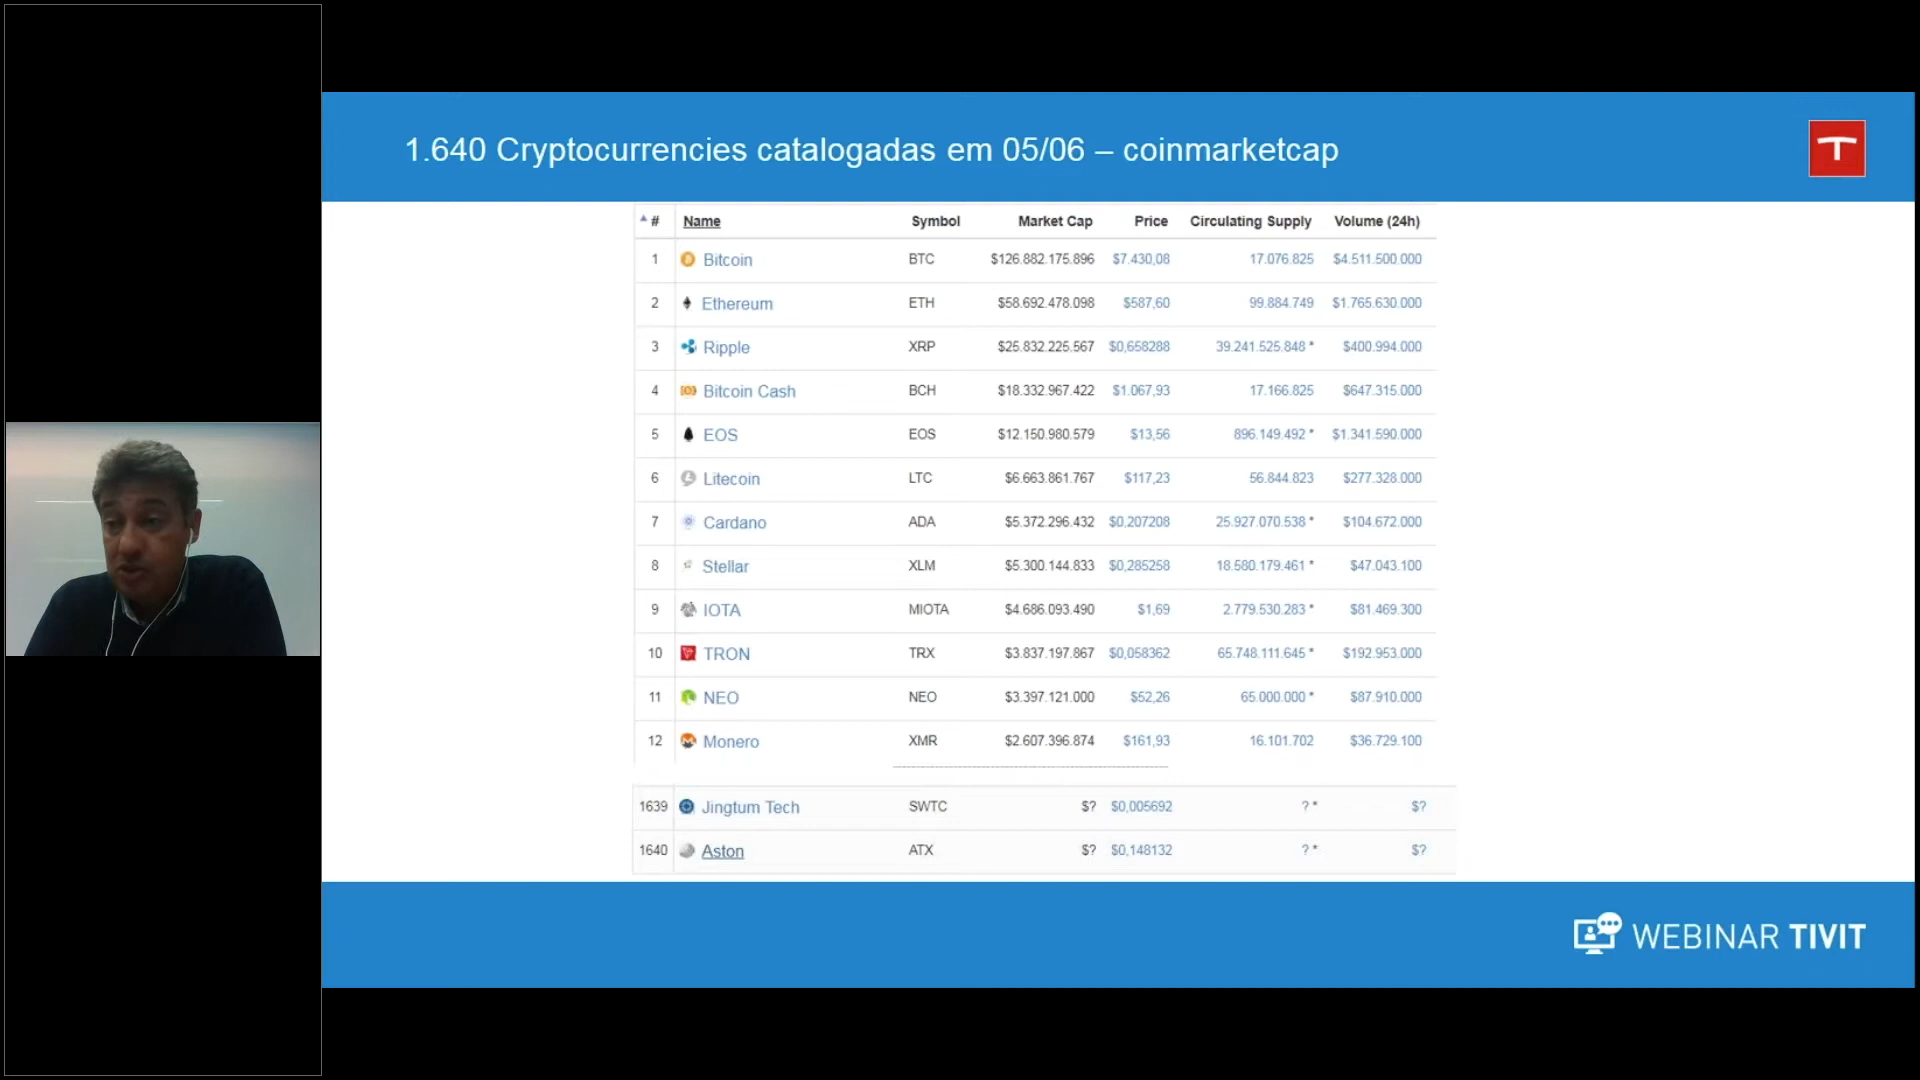 1.640 Cryptocurrencies catalogadas em 05/06 – coinmarketcap
# Name Symbol Market Cap Price Circulating Supply Volume (24h)
1 Bitcoin BTC $126.882.175.896 $7.430,08 17.076.825 $4.511.500.000
2 Ethereum ETH $58.692.478.098 $587,60 99.884.749 $1.765.630.000
3 Ripple XRP $25.832.225.567 $0,658288 39.241.525.848 * $400.994.000
4 Bitcoin Cash BCH $18.332.967.422 $1.067,93 17.166.825 $647.315.000
5 EOS EOS $12.150.980.579 $13,56 896.149.492 * $1.341.590.000
6 Litecoin LTC $6.663.861.767 $117,23 56.844.823 $277.328.000
7 Cardano ADA $5.372.296.432 $0,207208 25.927.070.538 * $104.672.000
8 Stellar XLM $5.300.144.833 $0,285258 18.580.179.461 * $47.043.100
9 IOTA MIOTA $4.686.093.490 $1,69 2.779.530.283 * $81.469.300
10 TRON TRX $3.837.197.867 $0,058362 65.748.111.645 * $192.953.000
11 NEO NEO $3.397.121.000 $52,26 65.000.000 * $87.910.000
12 Monero XMR $2.607.396.874 $161,93 16.101.702 $36.729.100
1639 Jingtum Tech SWTC $? $0,005692 ? * $?
1640 Aston ATX $? $0,148132 ? * $?
WEBINAR TIVIT